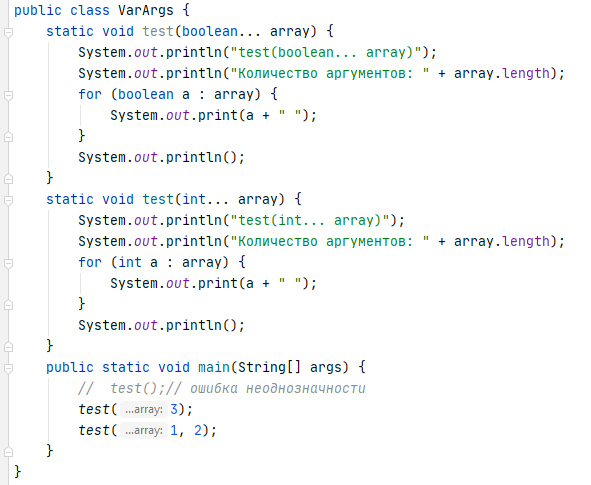 public class VarArgs {
static void test(boolean... array) {
System.out.println("test(boolean... array)");
System.out.println("Количество аргументов: " + array.length);
for (boolean a : array) {
System.out.print(a + " ");
}
System.out.println();
}
static void test(int... array) {
System.out.println("test(int... array)");
System.out.println("Количество аргументов: " + array.length);
for (int a : array) {
System.out.print(a + " ");
}
System.out.println();
}
public static void main(String[] args) {
//  test();// ошибка неоднозначности
test( ...array: 3);
test( ...array: 1, 2);
}
}